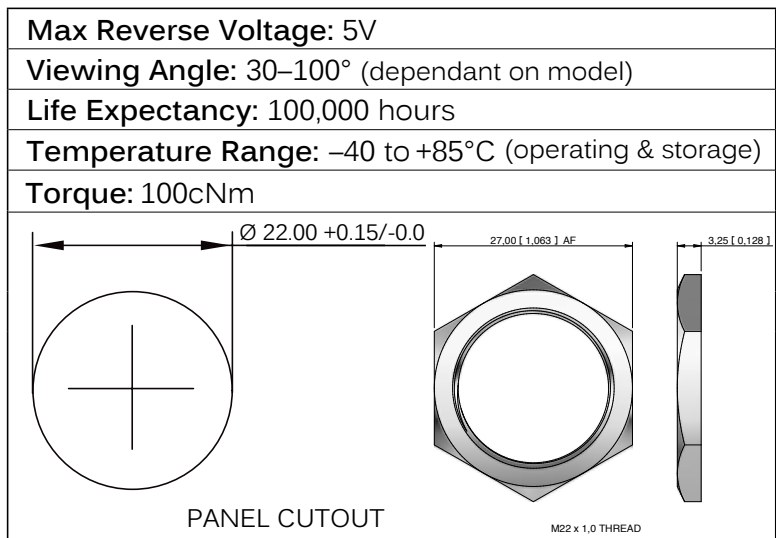 Max Reverse Voltage: 5V
Viewing Angle: 30–100° (dependant on model)
Life Expectancy: 100,000 hours
Temperature Range: –40 to +85°C (operating & storage)
Torque: 100cNm
Ø 22.00 +0.15/-0.0
27,00 [ 1,063 ] AF
3,25 [ 0,128 ]
PANEL CUTOUT
M22 x 1,0 THREAD